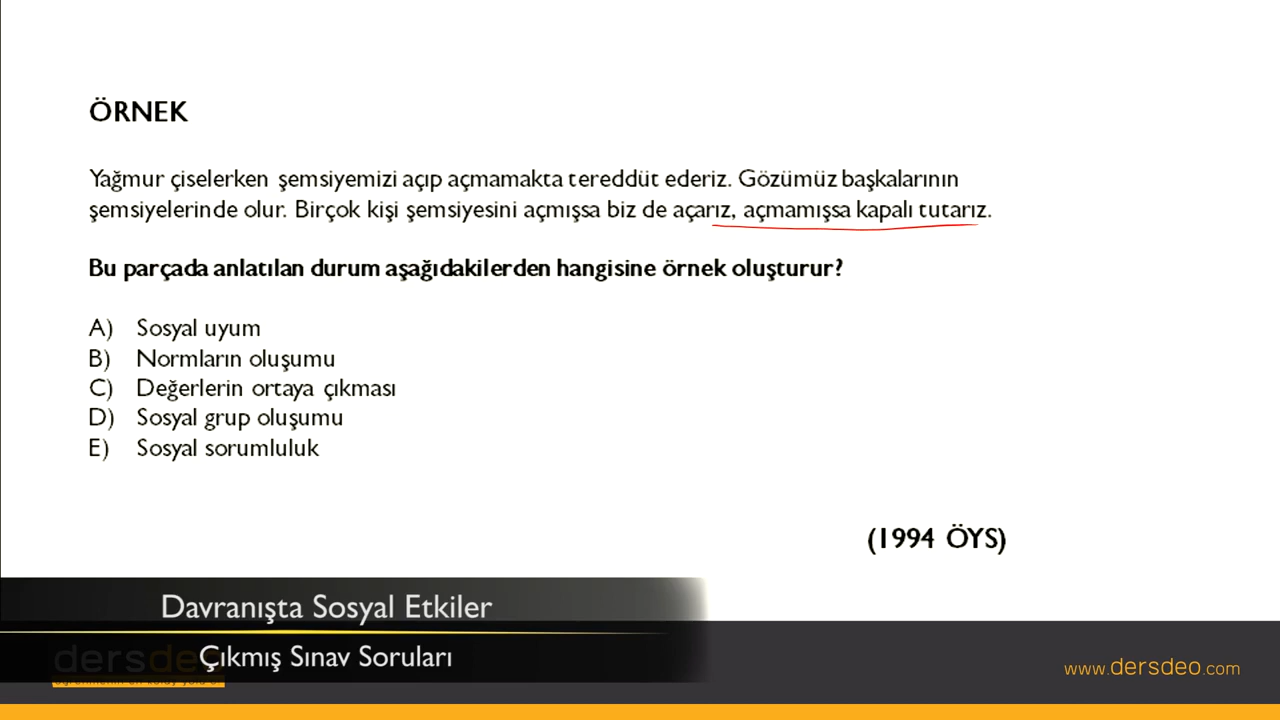 ÖRNEK
Yağmur çiselerken şemsiyemizi açıp açmamakta tereddüt ederiz. Gözümüz başkalarının
şemsiyelerinde olur. Birçok kişi şemsiyesini açmışsa biz de açarız, açmamışsa kapalı tutarız.
Bu parçada anlatılan durum aşağıdakilerden hangisine örnek oluşturur?
A) Sosyal uyum
B) Normların oluşumu
C) Değerlerin ortaya çıkması
D) Sosyal grup oluşumu
E) Sosyal sorumluluk
(1994 ÖYS)
Davranışta Sosyal Etkiler
Çıkmış Sınav Soruları
dersdeo
www.dersdeo.com